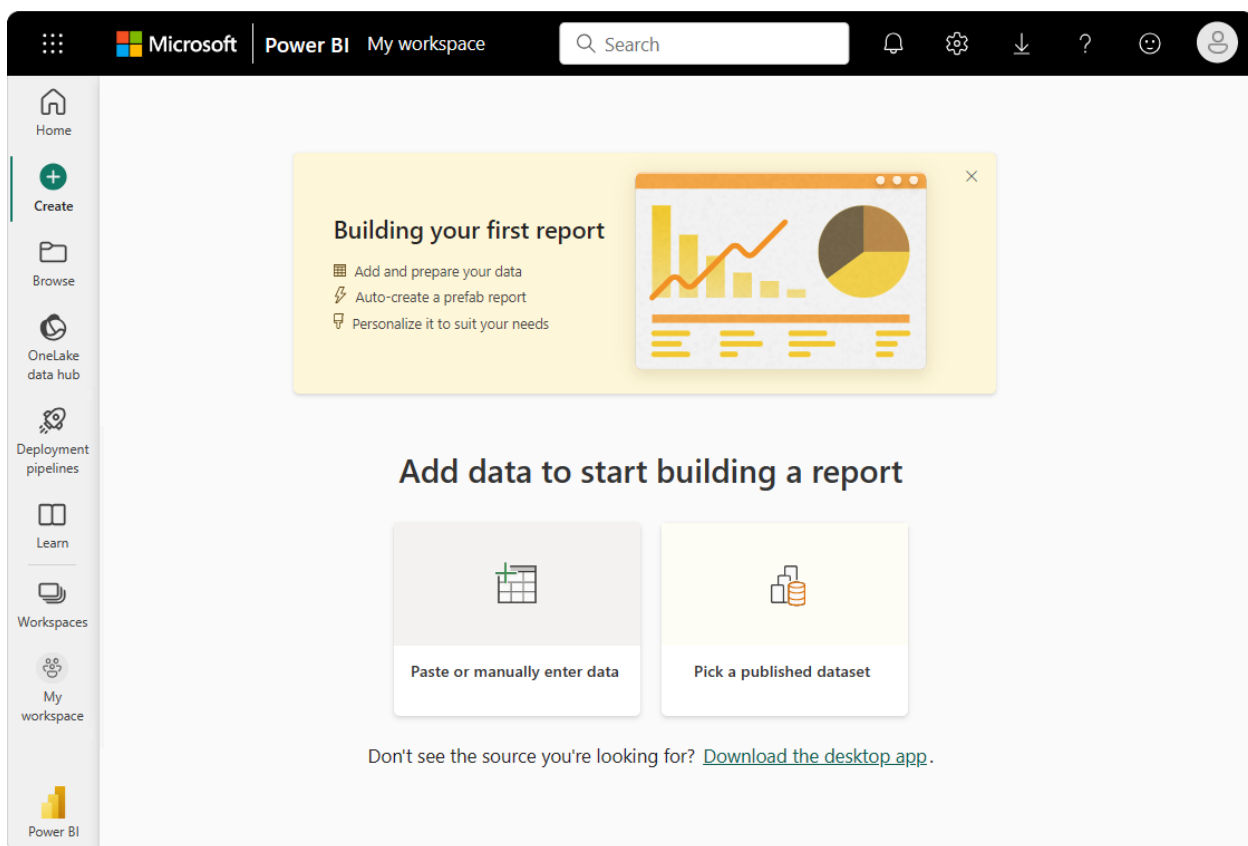 Microsoft Power BI My workspace Search
Home
Create
Browse
OneLake
data hub
Deployment
pipelines
Learn
Workspaces
My
workspace
Power BI
Building your first report
Add and prepare your data
Auto-create a prefab report
Personalize it to suit your needs
Add data to start building a report
Paste or manually enter data
Pick a published dataset
Don't see the source you're looking for? Download the desktop app.